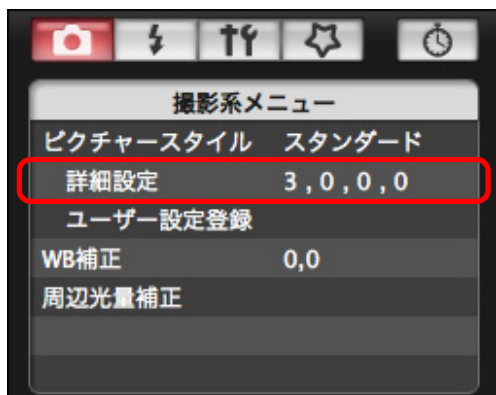 撮影系メニュー
ピクチャースタイル スタンダード
詳細設定 3,0,0,0
ユーザー設定登録
WB補正 0,0
周辺光量補正